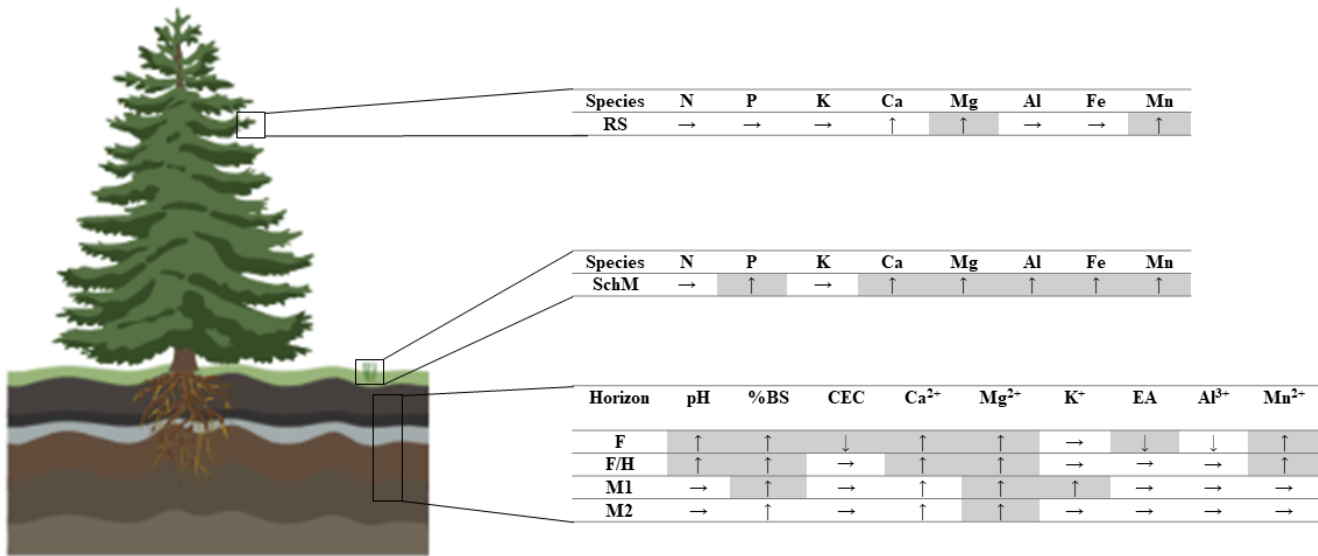 Species N P K Ca Mg Al Fe Mn
RS → → → ↑ ↑ → → ↑
Species N P K Ca Mg Al Fe Mn
SchM → ↑ → ↑ ↑ ↑ ↑ ↑
Horizon pH %BS CEC Ca²⁺ Mg²⁺ K⁺ EA Al³⁺ Mn²⁺
F ↑ ↑ ↓ ↑ ↑ → ↓ ↓ ↑
F/H ↑ ↑ → ↑ ↑ → → → ↑
M1 → ↑ → ↑ ↑ ↑ → → →
M2 → ↑ → ↑ ↑ → → → →